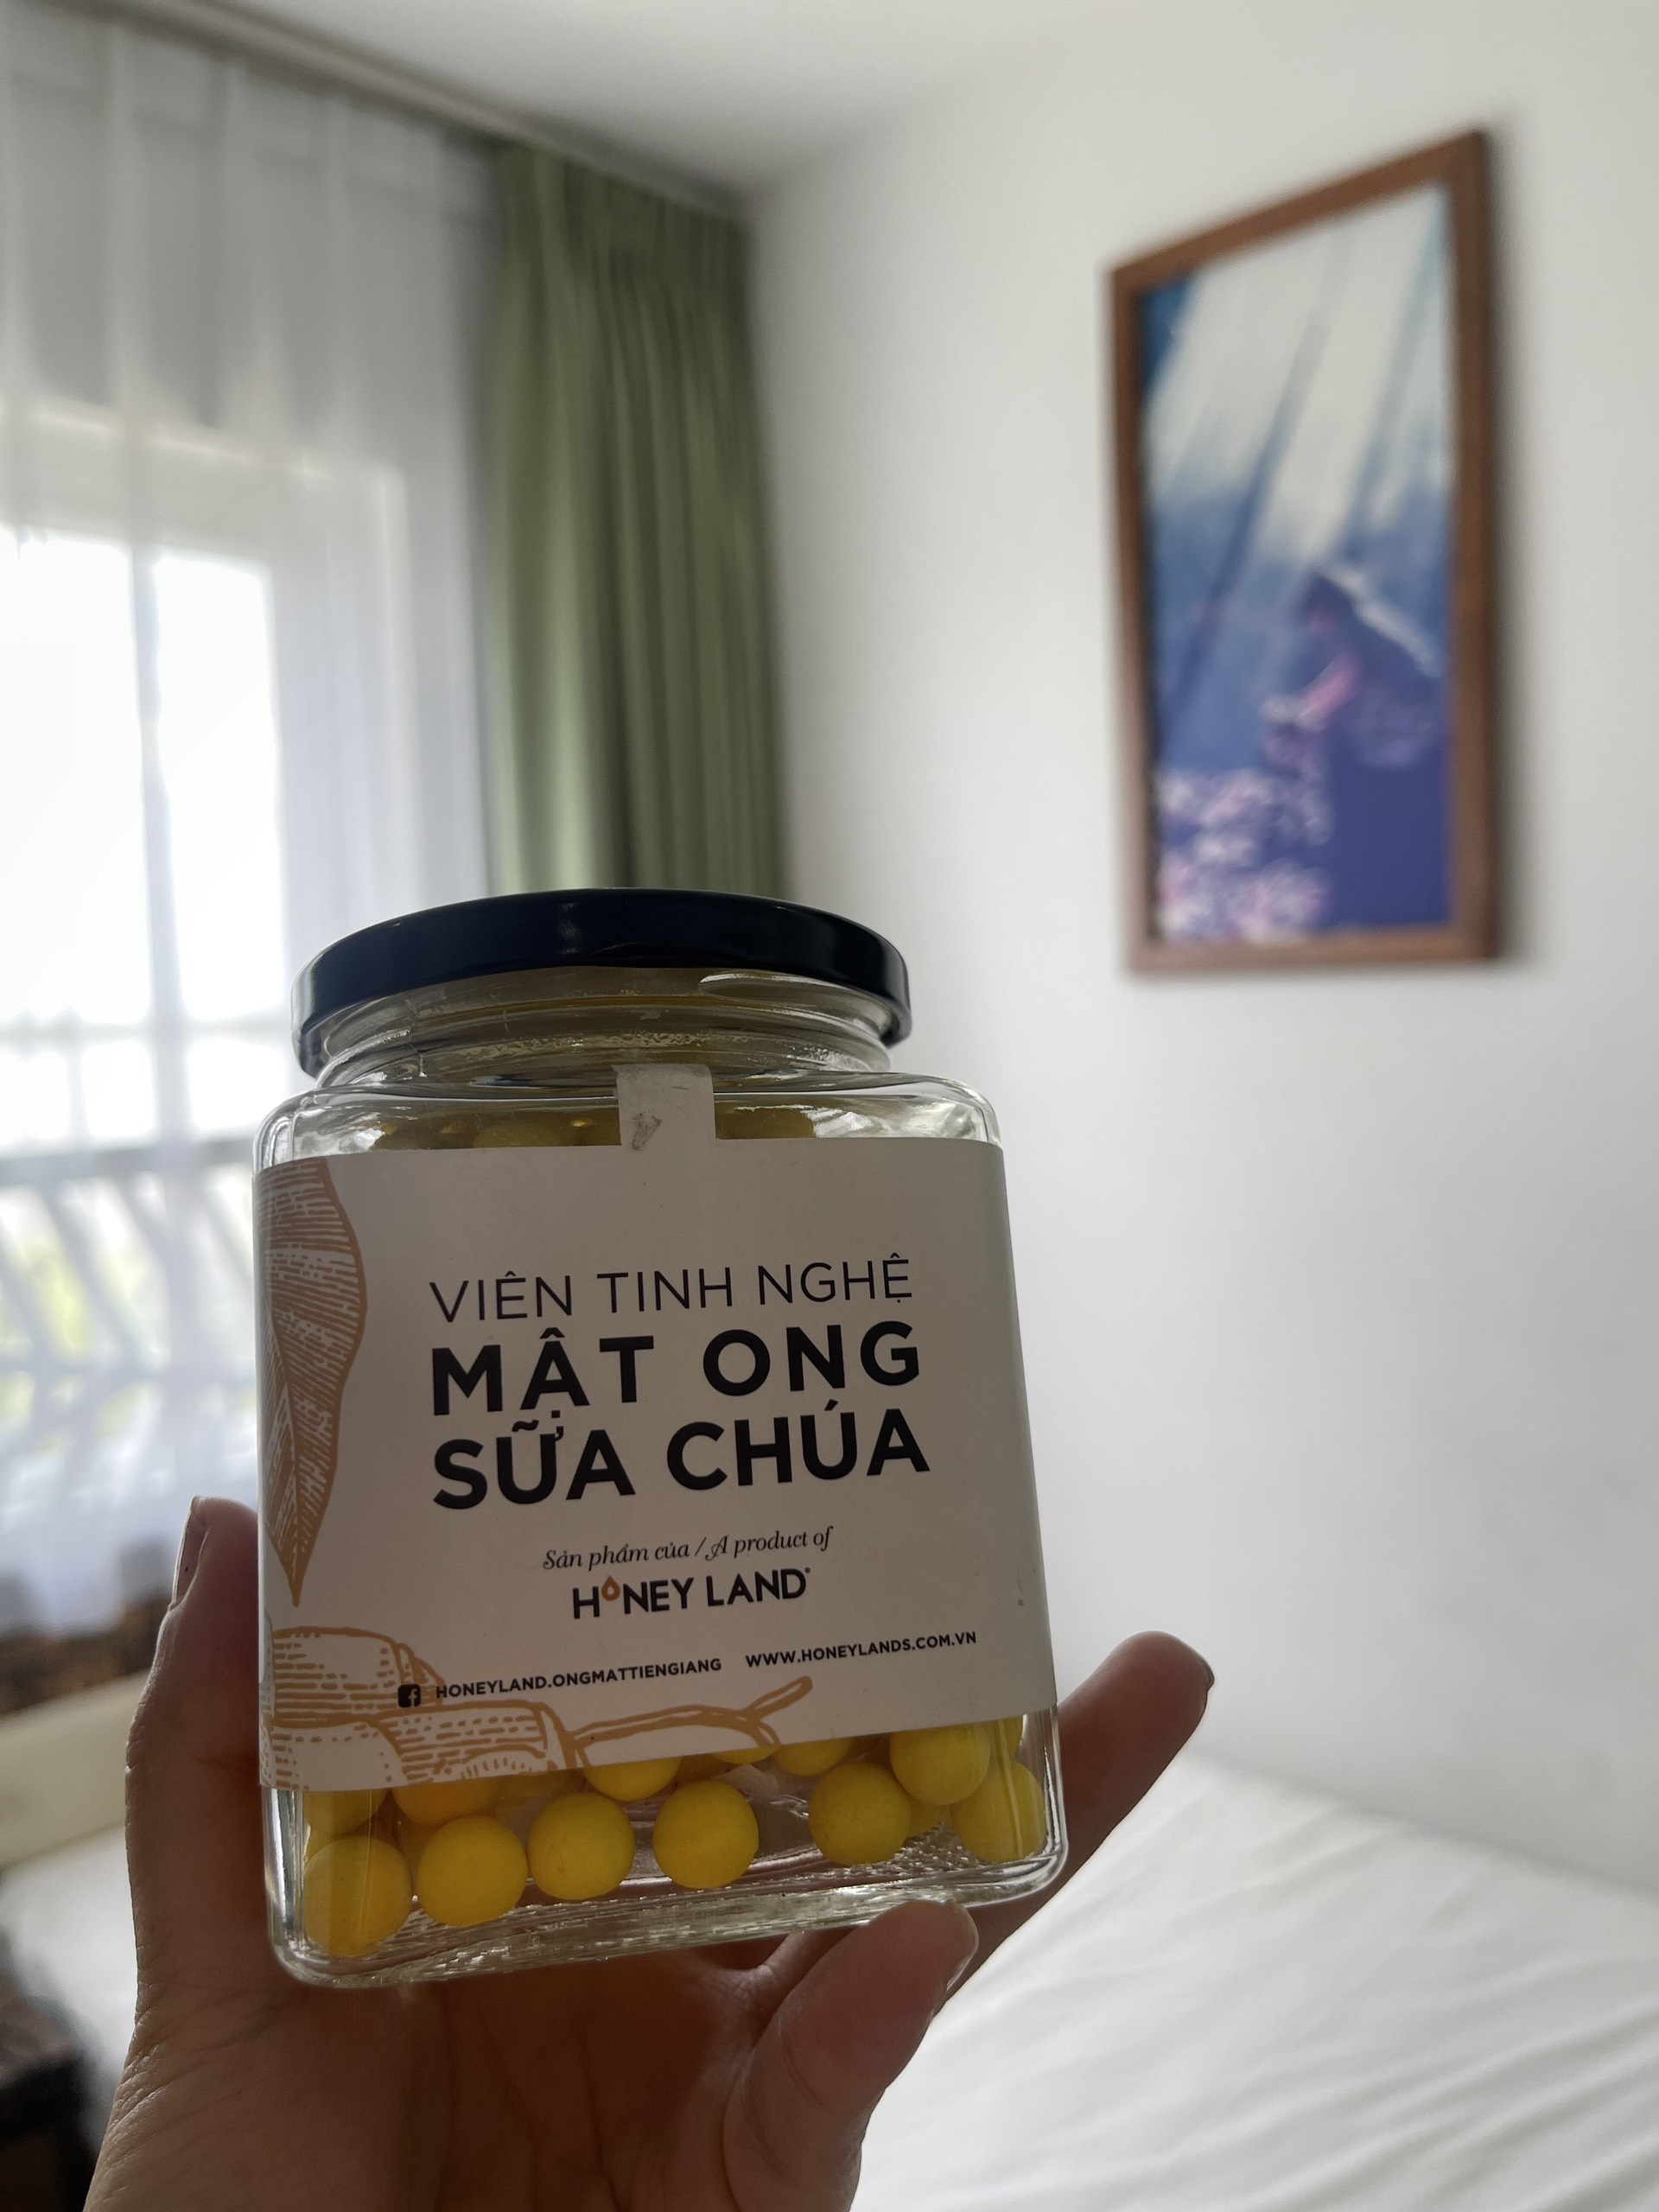 VIÊN TINH NGHỆ
MẬT ONG
SỮA CHÚA
Sản phẩm của / A product of
HONEY LAND®
HONEYLAND.ONGMATTIENGIANG WWW.HONEYLANDS.COM.VN